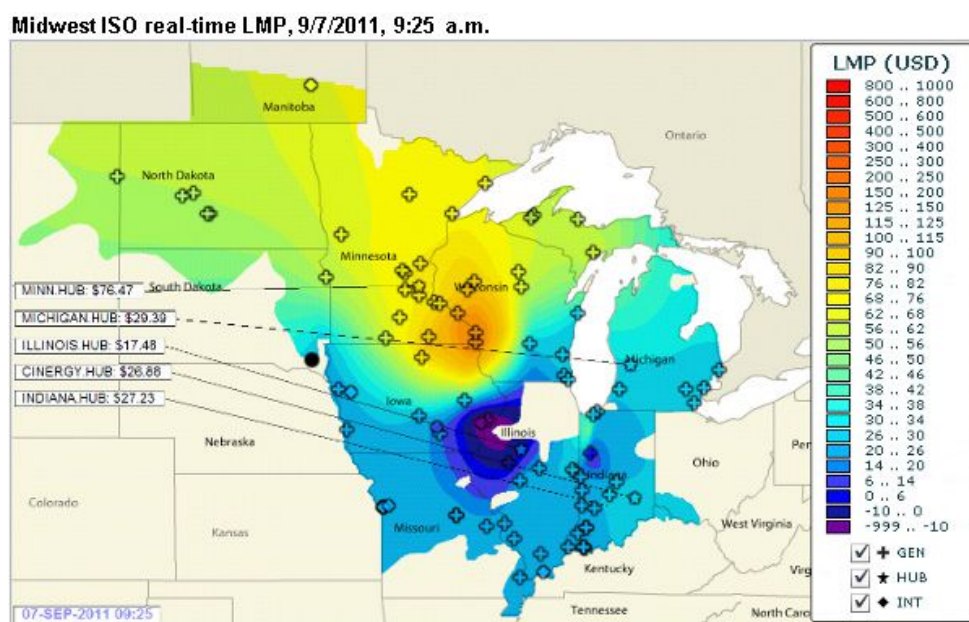 Midwest ISO real-time LMP, 9/7/2011, 9:25 a.m.
LMP (USD)
800 .. 1000
600 .. 800
500 .. 600
400 .. 500
300 .. 400
250 .. 300
200 .. 250
150 .. 200
125 .. 150
115 .. 125
100 .. 115
90 .. 100
82 .. 90
76 .. 82
68 .. 76
62 .. 68
56 .. 62
50 .. 56
46 .. 50
42 .. 46
38 .. 42
34 .. 38
30 .. 34
26 .. 30
20 .. 26
14 .. 20
6 .. 14
0 .. 6
-10 .. 0
-999 .. -10
GEN
HUB
INT
Manitoba
Ontario
North Dakota
Minnesota
South Dakota
Wisconsin
Michigan
Iowa
Illinois
Nebraska
Indiana
Ohio
Colorado
Kansas
Missouri
West Virginia
Kentucky
Tennessee
North Caro
Virg
Pen
MINN.HUB: $76.47
MICHIGAN.HUB: $29.39
ILLINOIS.HUB: $17.48
CINERGY.HUB: $26.88
INDIANA.HUB: $27.23
07-SEP-2011 09:25